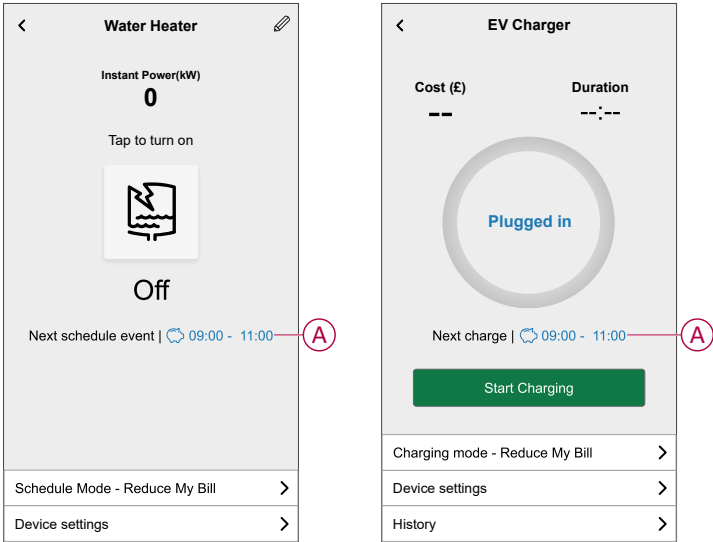 Water Heater
Instant Power(kW)
0
Tap to turn on
Off
Next schedule event | 09:00 - 11:00
A
Schedule Mode - Reduce My Bill
Device settings
EV Charger
Cost (£)
--
Duration
--:--
Plugged in
Next charge | 09:00 - 11:00
A
Start Charging
Charging mode - Reduce My Bill
Device settings
History